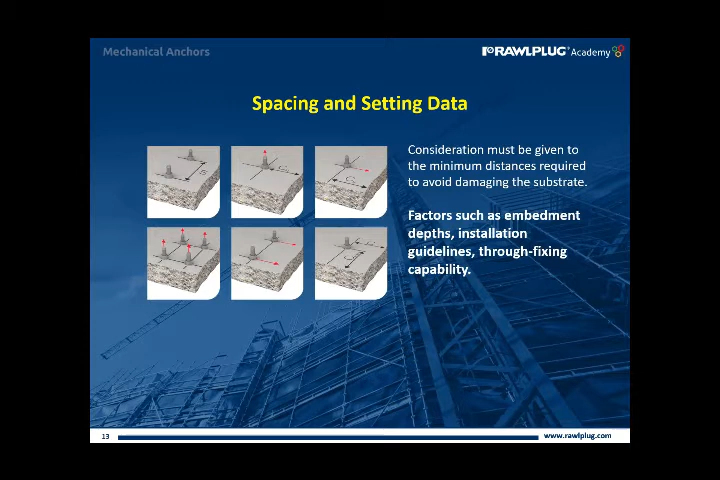 Mechanical Anchors
RAWLPLUG® Academy
Spacing and Setting Data
Consideration must be given to
the minimum distances required
to avoid damaging the substrate.
Factors such as embedment
depths, installation
guidelines, through-fixing
capability.
13
www.rawlplug.com